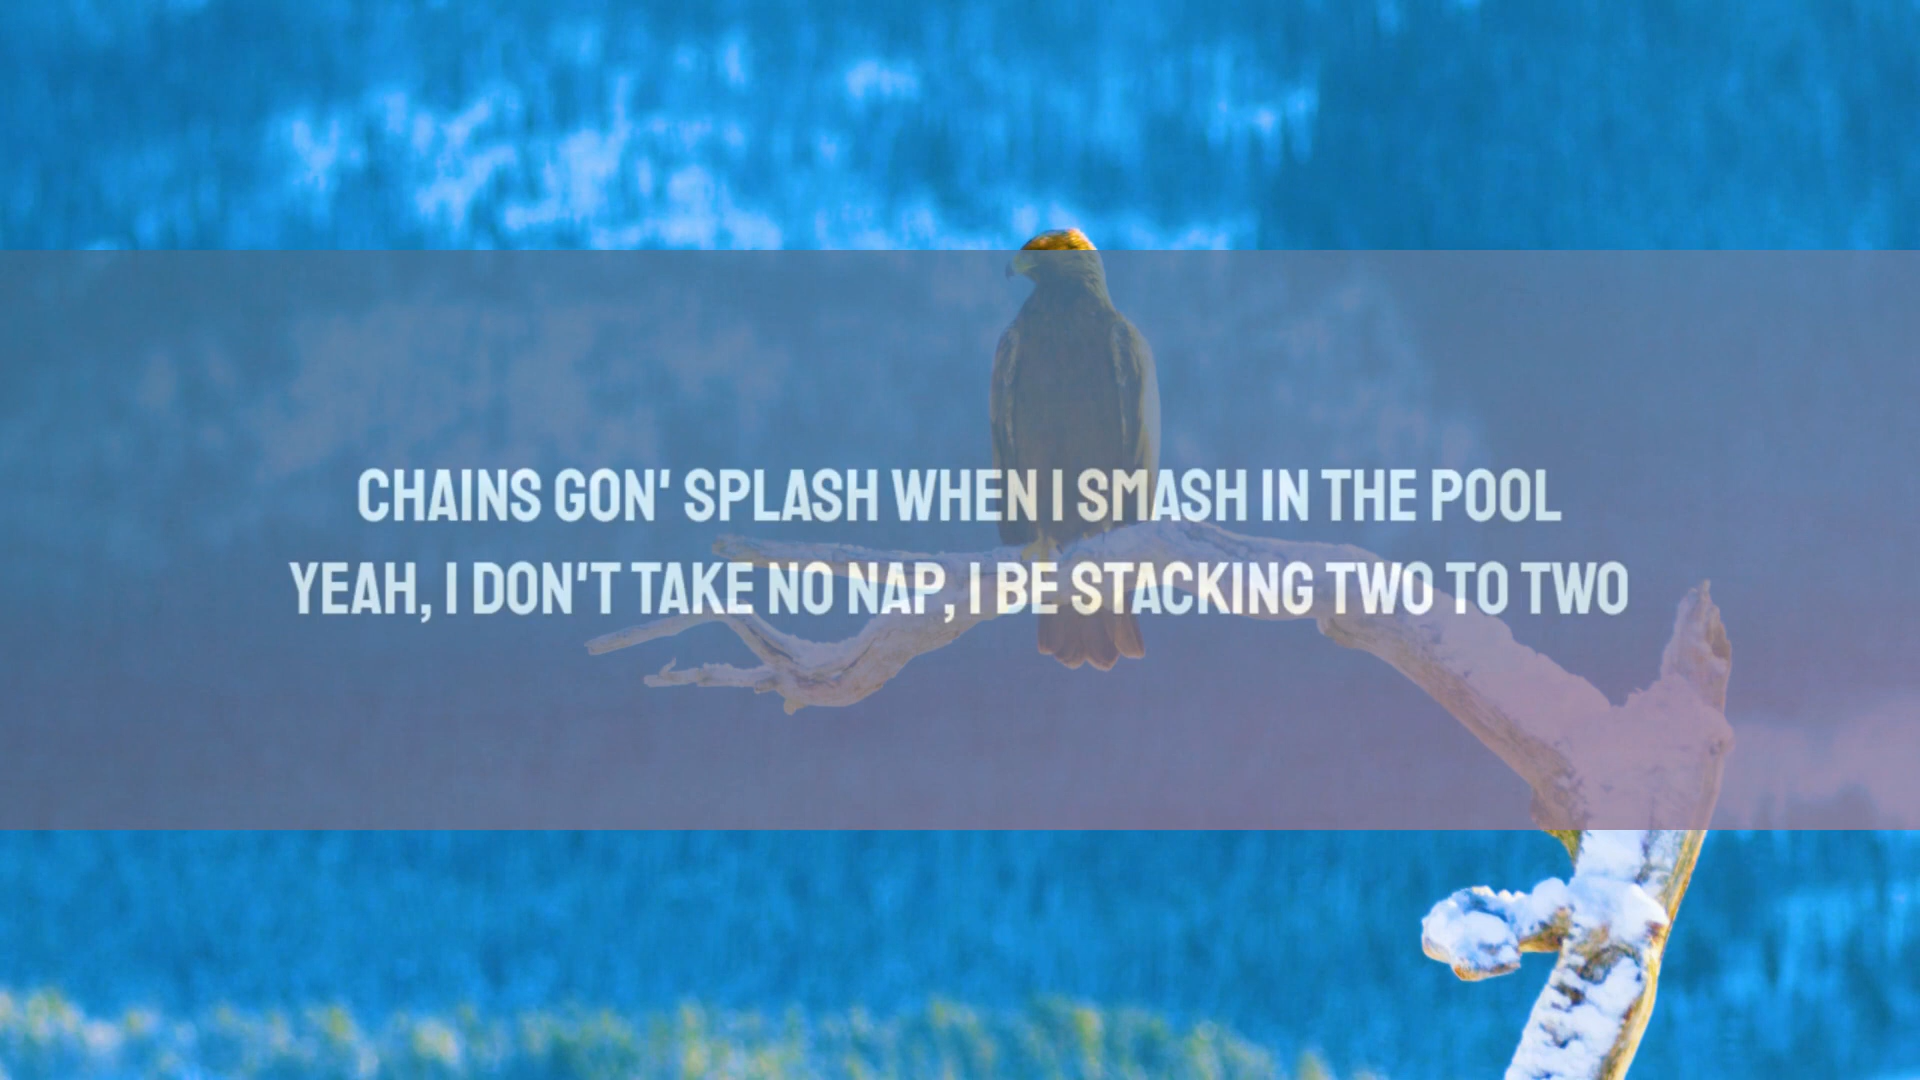 CHAINS GON' SPLASH WHEN I SMASH IN THE POOL
YEAH, I DON'T TAKE NO NAP, I BE STACKING TWO TO TWO